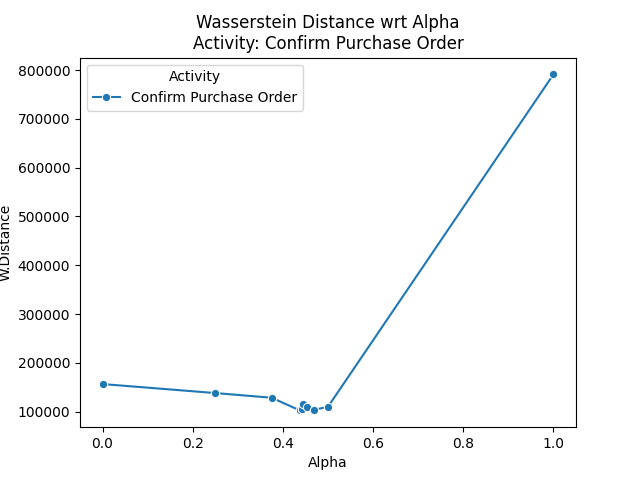 Wasserstein Distance wrt Alpha
Activity: Confirm Purchase Order
Activity
Confirm Purchase Order
800000
700000
600000
500000
400000
300000
200000
100000
W.Distance
0.0 0.2 0.4 0.6 0.8 1.0
Alpha